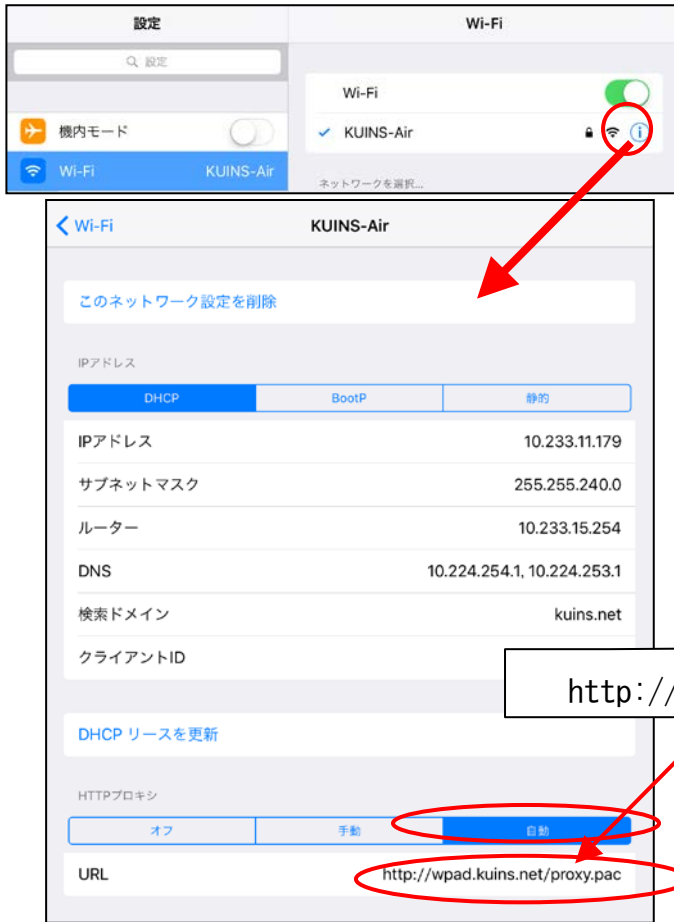 設定
Wi-Fi
設定
Wi-Fi
機内モード
KUINS-Air
Wi-Fi KUINS-Air
ネットワークを選択...
Wi-Fi KUINS-Air
このネットワーク設定を削除
IPアドレス
DHCP BootP 静的
IPアドレス 10.233.11.179
サブネットマスク 255.255.240.0
ルーター 10.233.15.254
DNS 10.224.254.1, 10.224.253.1
検索ドメイン kuins.net
クライアントID
http://
DHCP リースを更新
HTTPプロキシ
オフ 手動 自動
URL http://wpad.kuins.net/proxy.pac